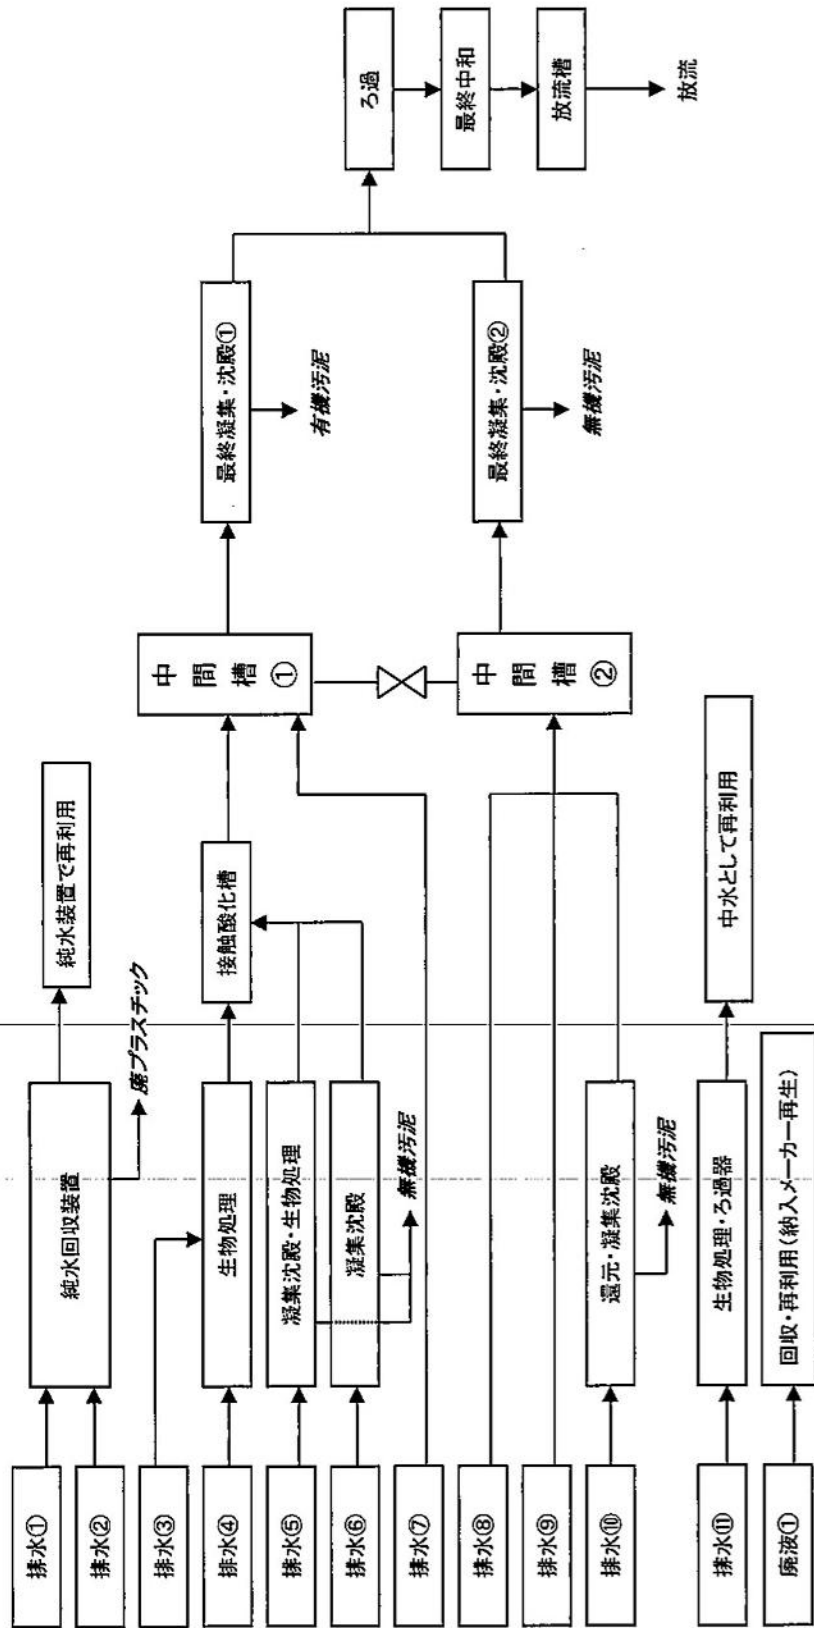 排水①
排水②
排水③
排水④
排水⑤
排水⑥
排水⑦
排水⑧
排水⑨
排水⑩
排水⑪
廃液①
純水回収装置
生物処理
凝集沈殿・生物処理
凝集沈殿
還元・凝集沈殿
生物処理・ろ過器
回収・再利用(納入メーカー再生)
廃プラスチック
無機汚泥
無機汚泥
純水装置で再利用
接触酸化槽
中水として再利用
中間槽①
中間槽②
最終凝集・沈殿①
有機汚泥
最終凝集・沈殿②
無機汚泥
ろ過
最終中和
放流槽
放流